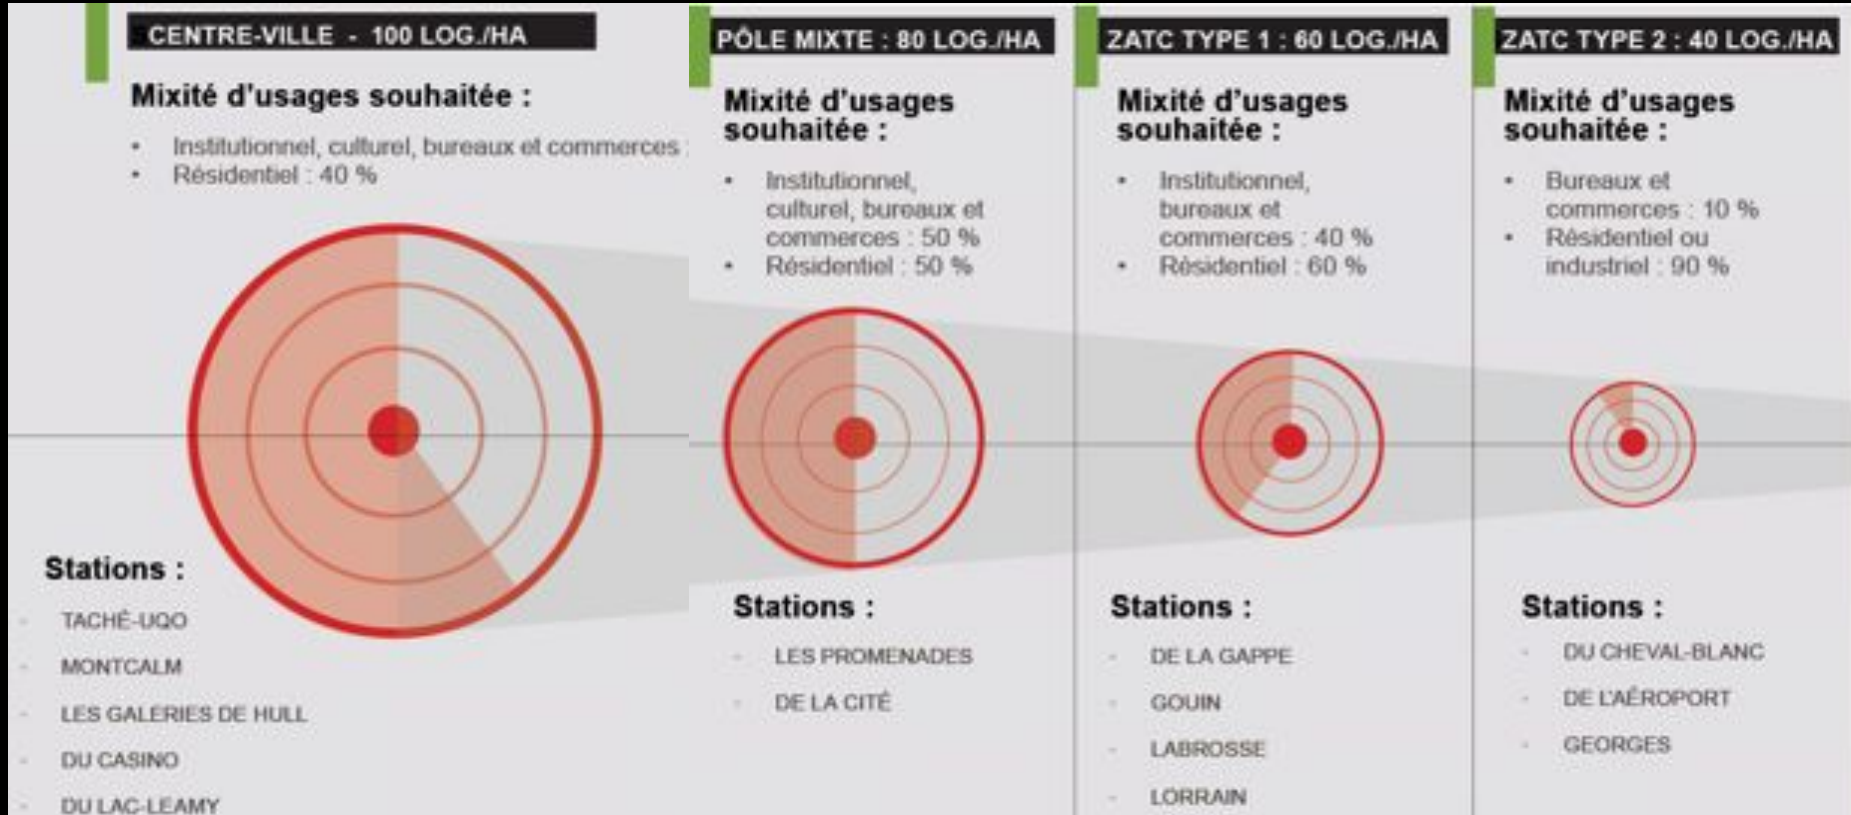 CENTRE-VILLE - 100 LOG./HA
Mixité d'usages souhaitée :
• Institutionnel, culturel, bureaux et commerces :
• Résidentiel : 40 %
Stations :
- TACHÉ-UQO
- MONTCALM
- LES GALERIES DE HULL
- DU CASINO
- DU LAC-LEAMY
PÔLE MIXTE : 80 LOG./HA
Mixité d'usages
souhaitée :
• Institutionnel,
culturel, bureaux et
commerces : 50 %
• Résidentiel : 50 %
Stations :
- LES PROMENADES
- DE LA CITÉ
ZATC TYPE 1 : 60 LOG./HA
Mixité d'usages
souhaitée :
• Institutionnel,
bureaux et
commerces : 40 %
• Résidentiel : 60 %
Stations :
- DE LA GAPPE
- GOUIN
- LABROSSE
- LORRAIN
ZATC TYPE 2 : 40 LOG./HA
Mixité d'usages
souhaitée :
• Bureaux et
commerces : 10 %
• Résidentiel ou
industriel : 90 %
Stations :
- DU CHEVAL-BLANC
- DE L'AÉROPORT
- GEORGES